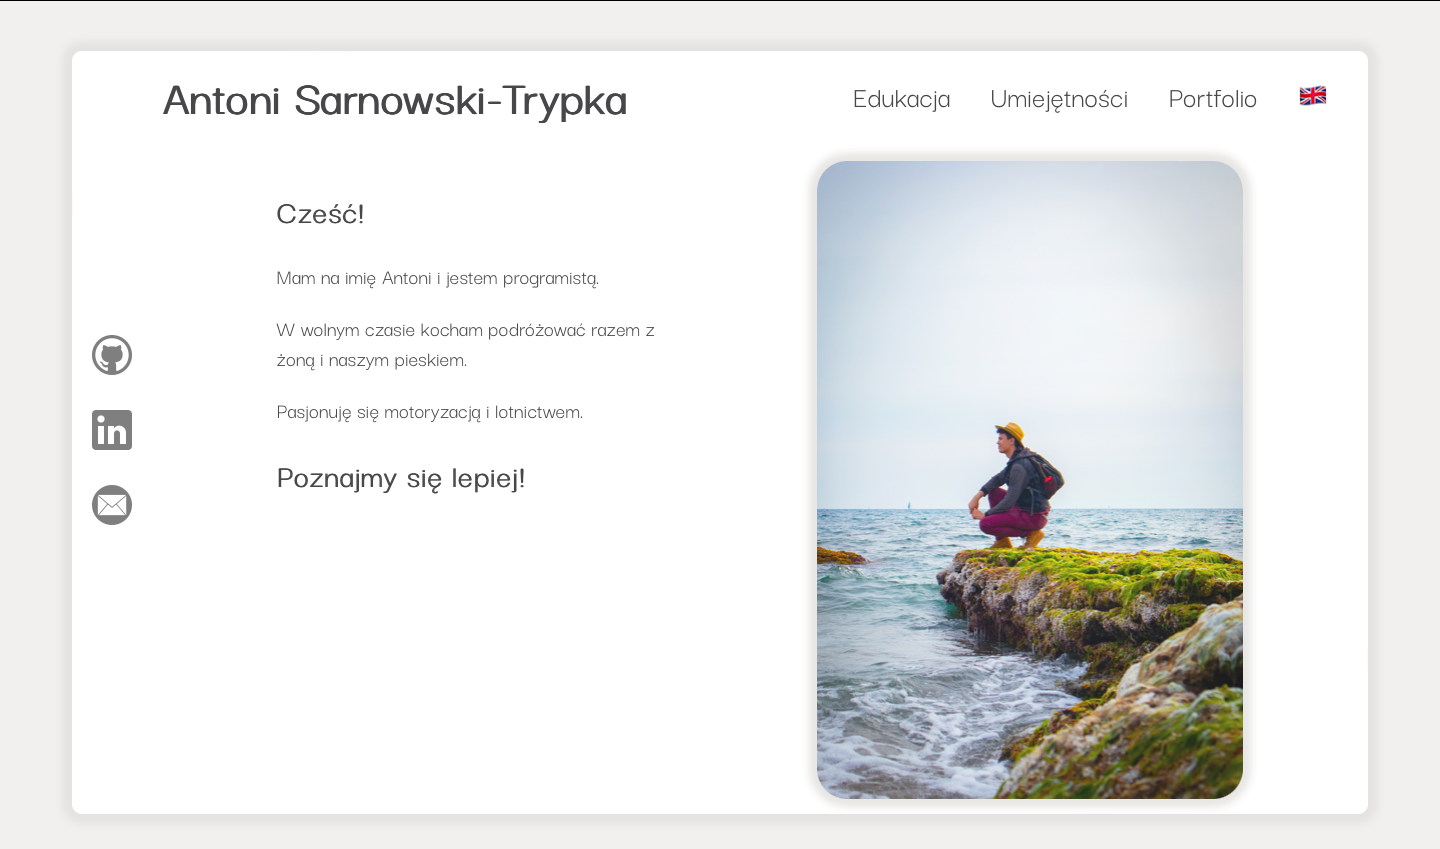 Antoni Sarnowski-Trypka
Edukacja
Umiejętności
Portfolio
Cześć!
Mam na imię Antoni i jestem programistą.
W wolnym czasie kocham podróżować razem z
żoną i naszym pieskiem.
Pasjonuję się motoryzacją i lotnictwem.
Poznajmy się lepiej!
in